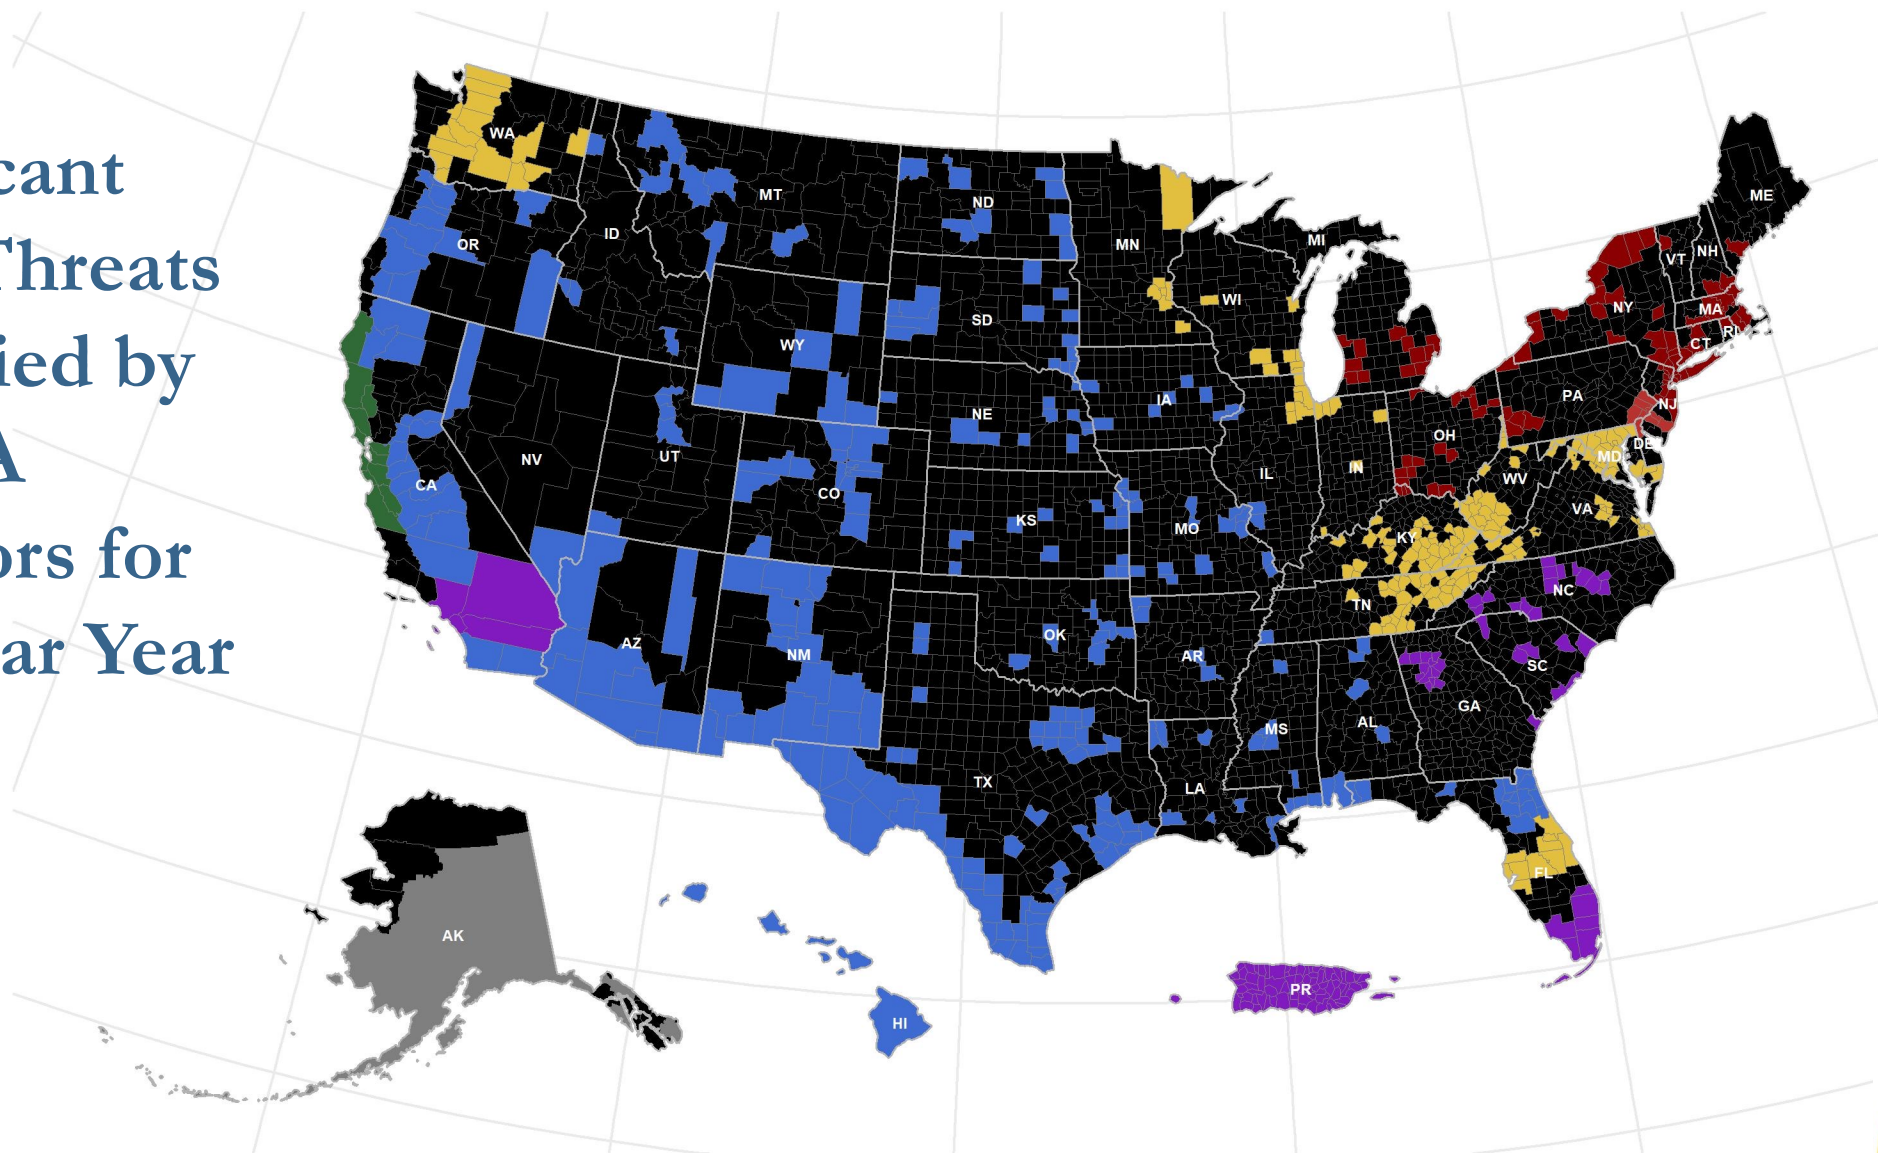 cant
Threats
ied by
A
ors for
ar Year
WA
OR
ID
MT
ND
MN
MI
ME
VT
NH
NY
MA
RI
CT
WI
SD
WY
NE
IA
PA
NJ
OH
DE
MD
NV
UT
CO
CA
KS
MO
IL
IN
WV
VA
KY
NC
TN
AZ
NM
OK
AR
SC
GA
MS
AL
TX
LA
FL
AK
HI
PR